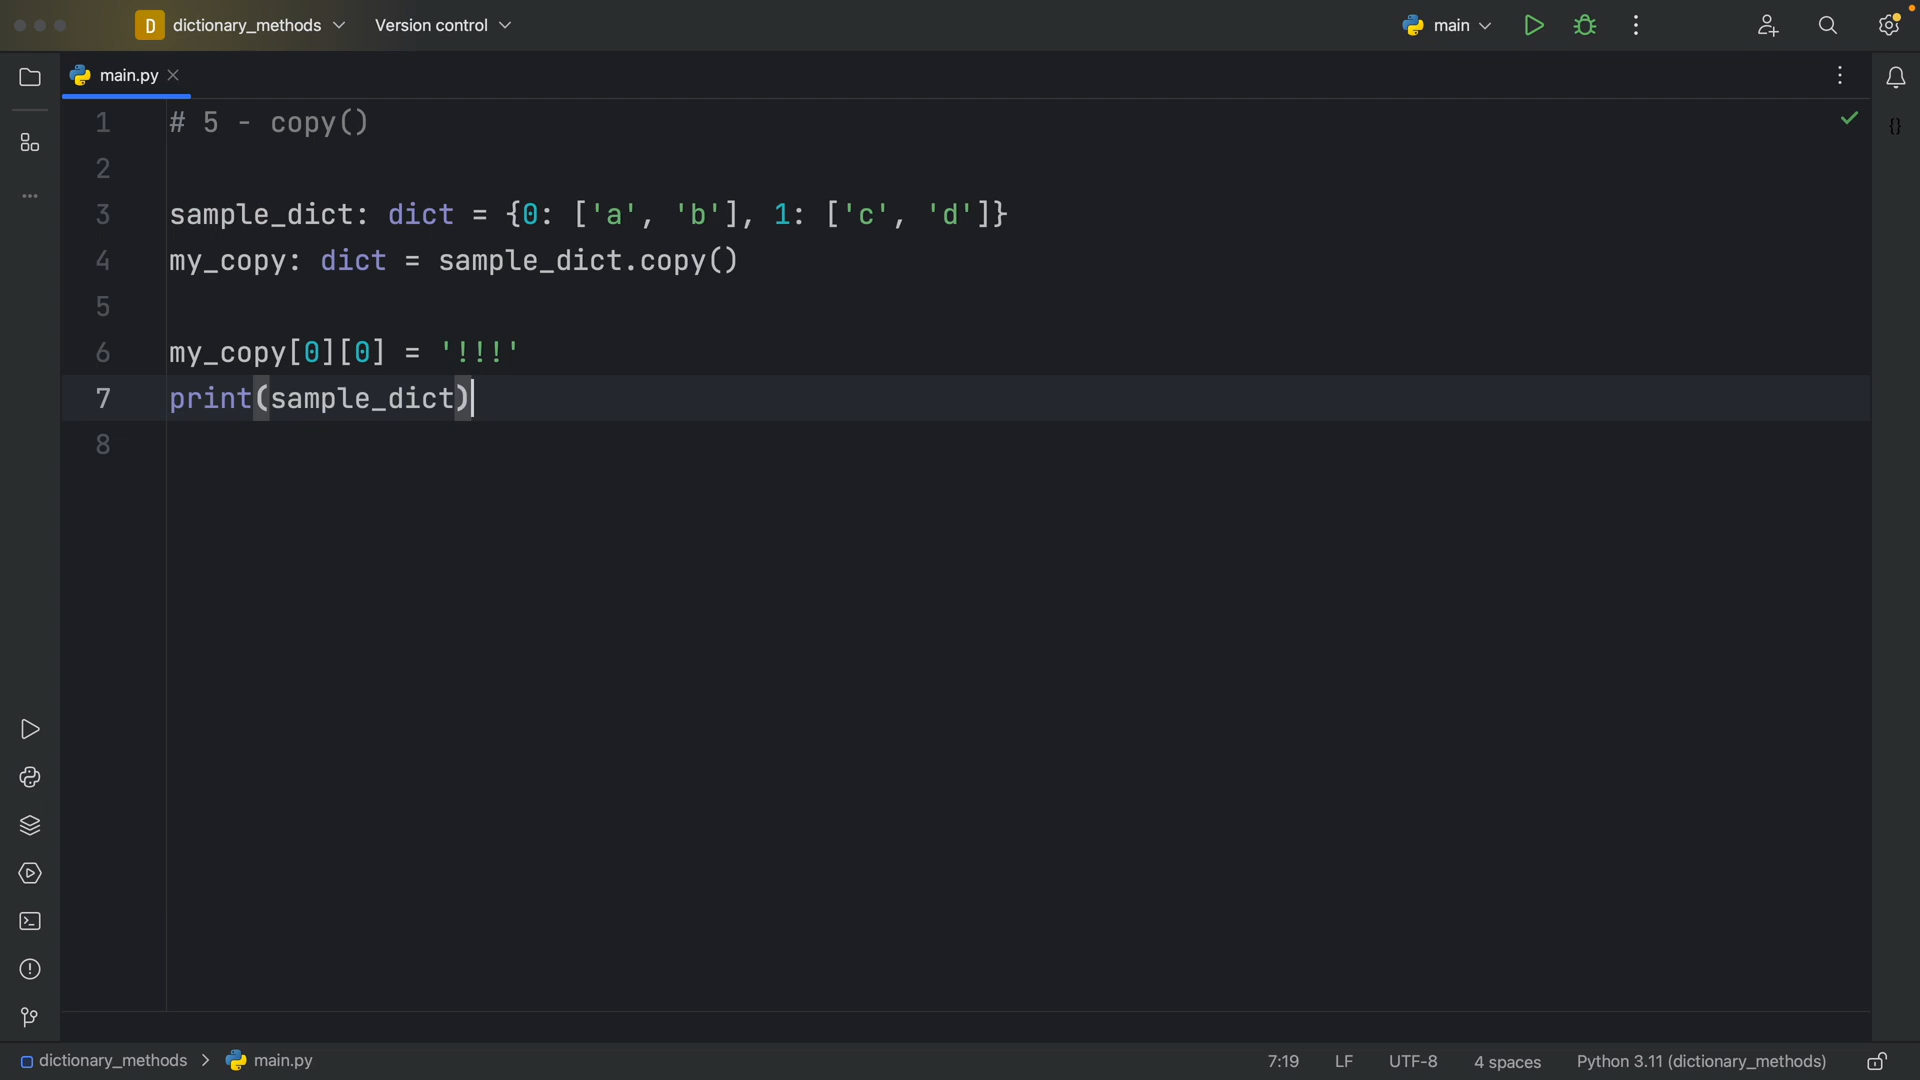 D dictionary_methods Version control main
main.py
1 # 5 - copy()
2
3 sample_dict: dict = {0: ['a', 'b'], 1: ['c', 'd']}
4 my_copy: dict = sample_dict.copy()
5
6 my_copy[0][0] = '!!!'
7 print(sample_dict)
8
dictionary_methods > main.py 7:19 LF UTF-8 4 spaces Python 3.11 (dictionary_methods)